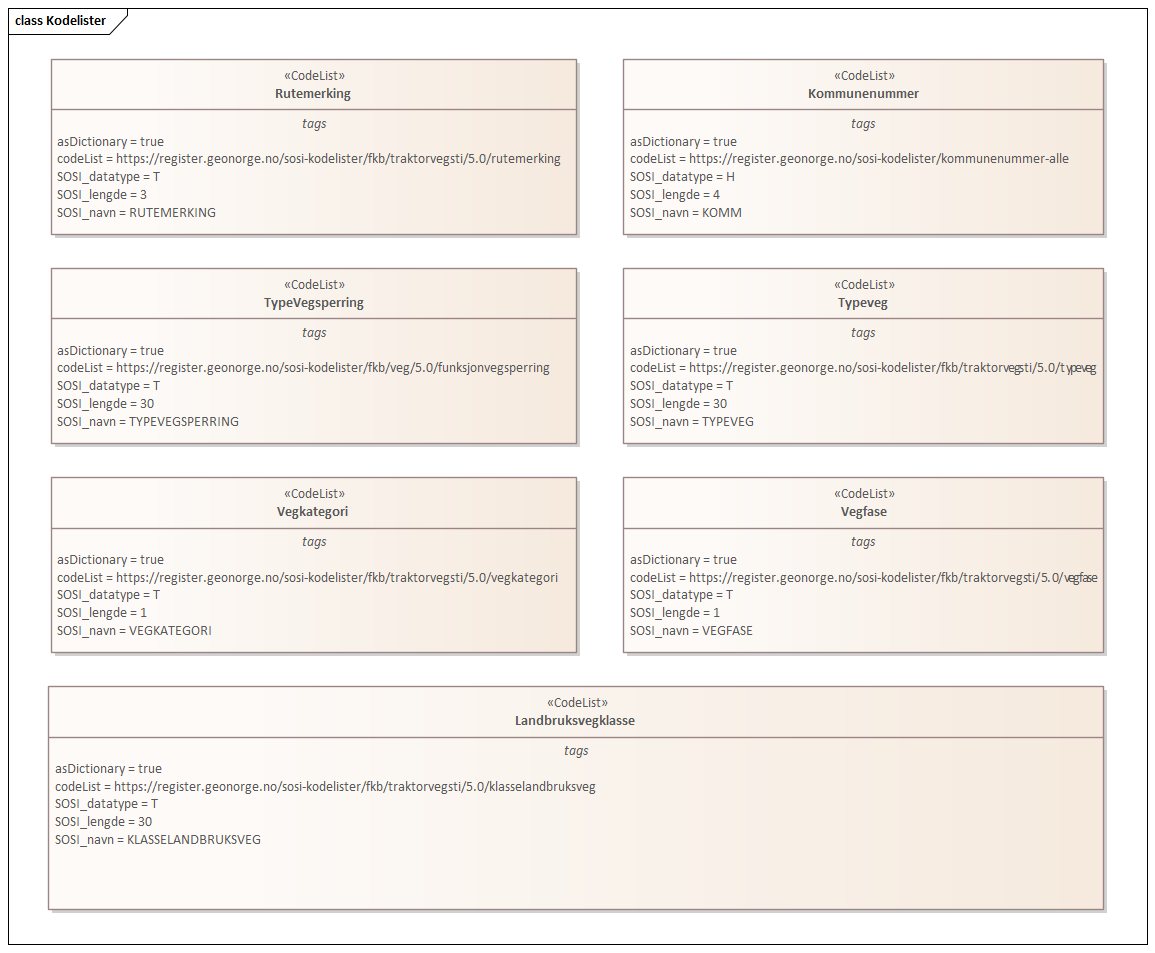 class Kodelister
«CodeList»
Rutemerking
tags
asDictionary = true
codeList = https://register.geonorge.no/sosi-kodelister/fkb/traktorvegsti/5.0/rutemerking
SOSI_datatype = T
SOSI_lengde = 3
SOSI_navn = RUTEMERKING
«CodeList»
Kommunenummer
tags
asDictionary = true
codeList = https://register.geonorge.no/sosi-kodelister/kommunenummer-alle
SOSI_datatype = H
SOSI_lengde = 4
SOSI_navn = KOMM
«CodeList»
TypeVegsperring
tags
asDictionary = true
codeList = https://register.geonorge.no/sosi-kodelister/fkb/veg/5.0/funksjonvegsperring
SOSI_datatype = T
SOSI_lengde = 30
SOSI_navn = TYPEVEGSPERRING
«CodeList»
Typeveg
tags
asDictionary = true
codeList = https://register.geonorge.no/sosi-kodelister/fkb/traktorvegsti/5.0/typeveg
SOSI_datatype = T
SOSI_lengde = 30
SOSI_navn = TYPEVEG
«CodeList»
Vegkategori
tags
asDictionary = true
codeList = https://register.geonorge.no/sosi-kodelister/fkb/traktorvegsti/5.0/vegkategori
SOSI_datatype = T
SOSI_lengde = 1
SOSI_navn = VEGKATEGORI
«CodeList»
Vegfase
tags
asDictionary = true
codeList = https://register.geonorge.no/sosi-kodelister/fkb/traktorvegsti/5.0/vegfase
SOSI_datatype = T
SOSI_lengde = 1
SOSI_navn = VEGFASE
«CodeList»
Landbruksvegklasse
tags
asDictionary = true
codeList = https://register.geonorge.no/sosi-kodelister/fkb/traktorvegsti/5.0/klasselandbruksveg
SOSI_datatype = T
SOSI_lengde = 30
SOSI_navn = KLASSELANDBRUKSVEG